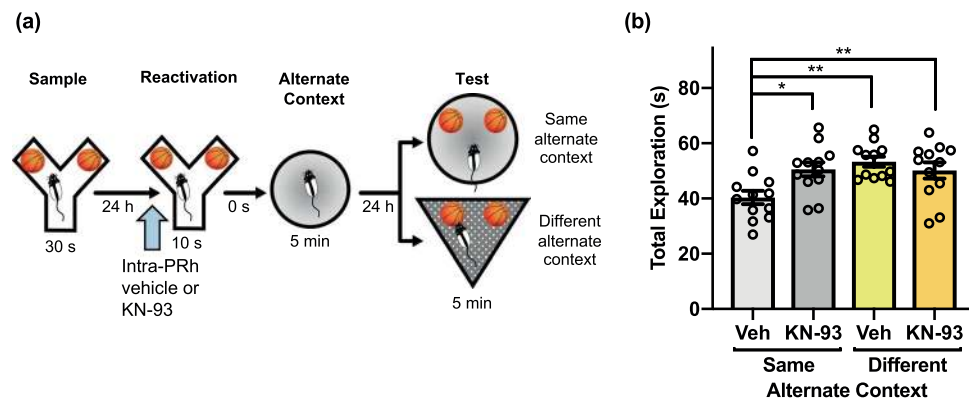 (a)
Sample
Reactivation
Alternate
Context
Test
Same
alternate
context
24 h
0 s
24h
Different
alternate
context
30 s
10 s
5 min
5 min
Intra-PRh
vehicle or
KN-93
(b)
**
**
*
Total Exploration (s)
80
60
40
20
0
Veh KN-93 Veh KN-93
Same Different
Alternate Context